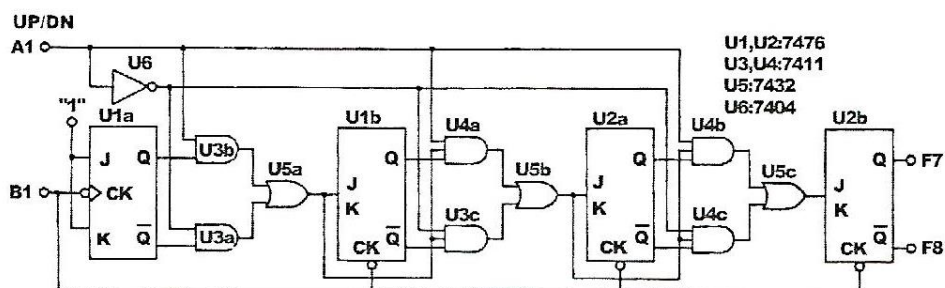 UP/DN
A1
U6
U1,U2:7476
U3,U4:7411
U5:7432
U6:7404
"1"
U1a
U1b
U4a
U2a
U4b
U2b
J
Q
U3b
U5a
Q
U5b
Q
U5c
Q
F7
B1
CK
J
K
J
K
J
K
J
K
K
Q
U3a
CK
Q
U3c
CK
Q
U4c
CK
Q
F8